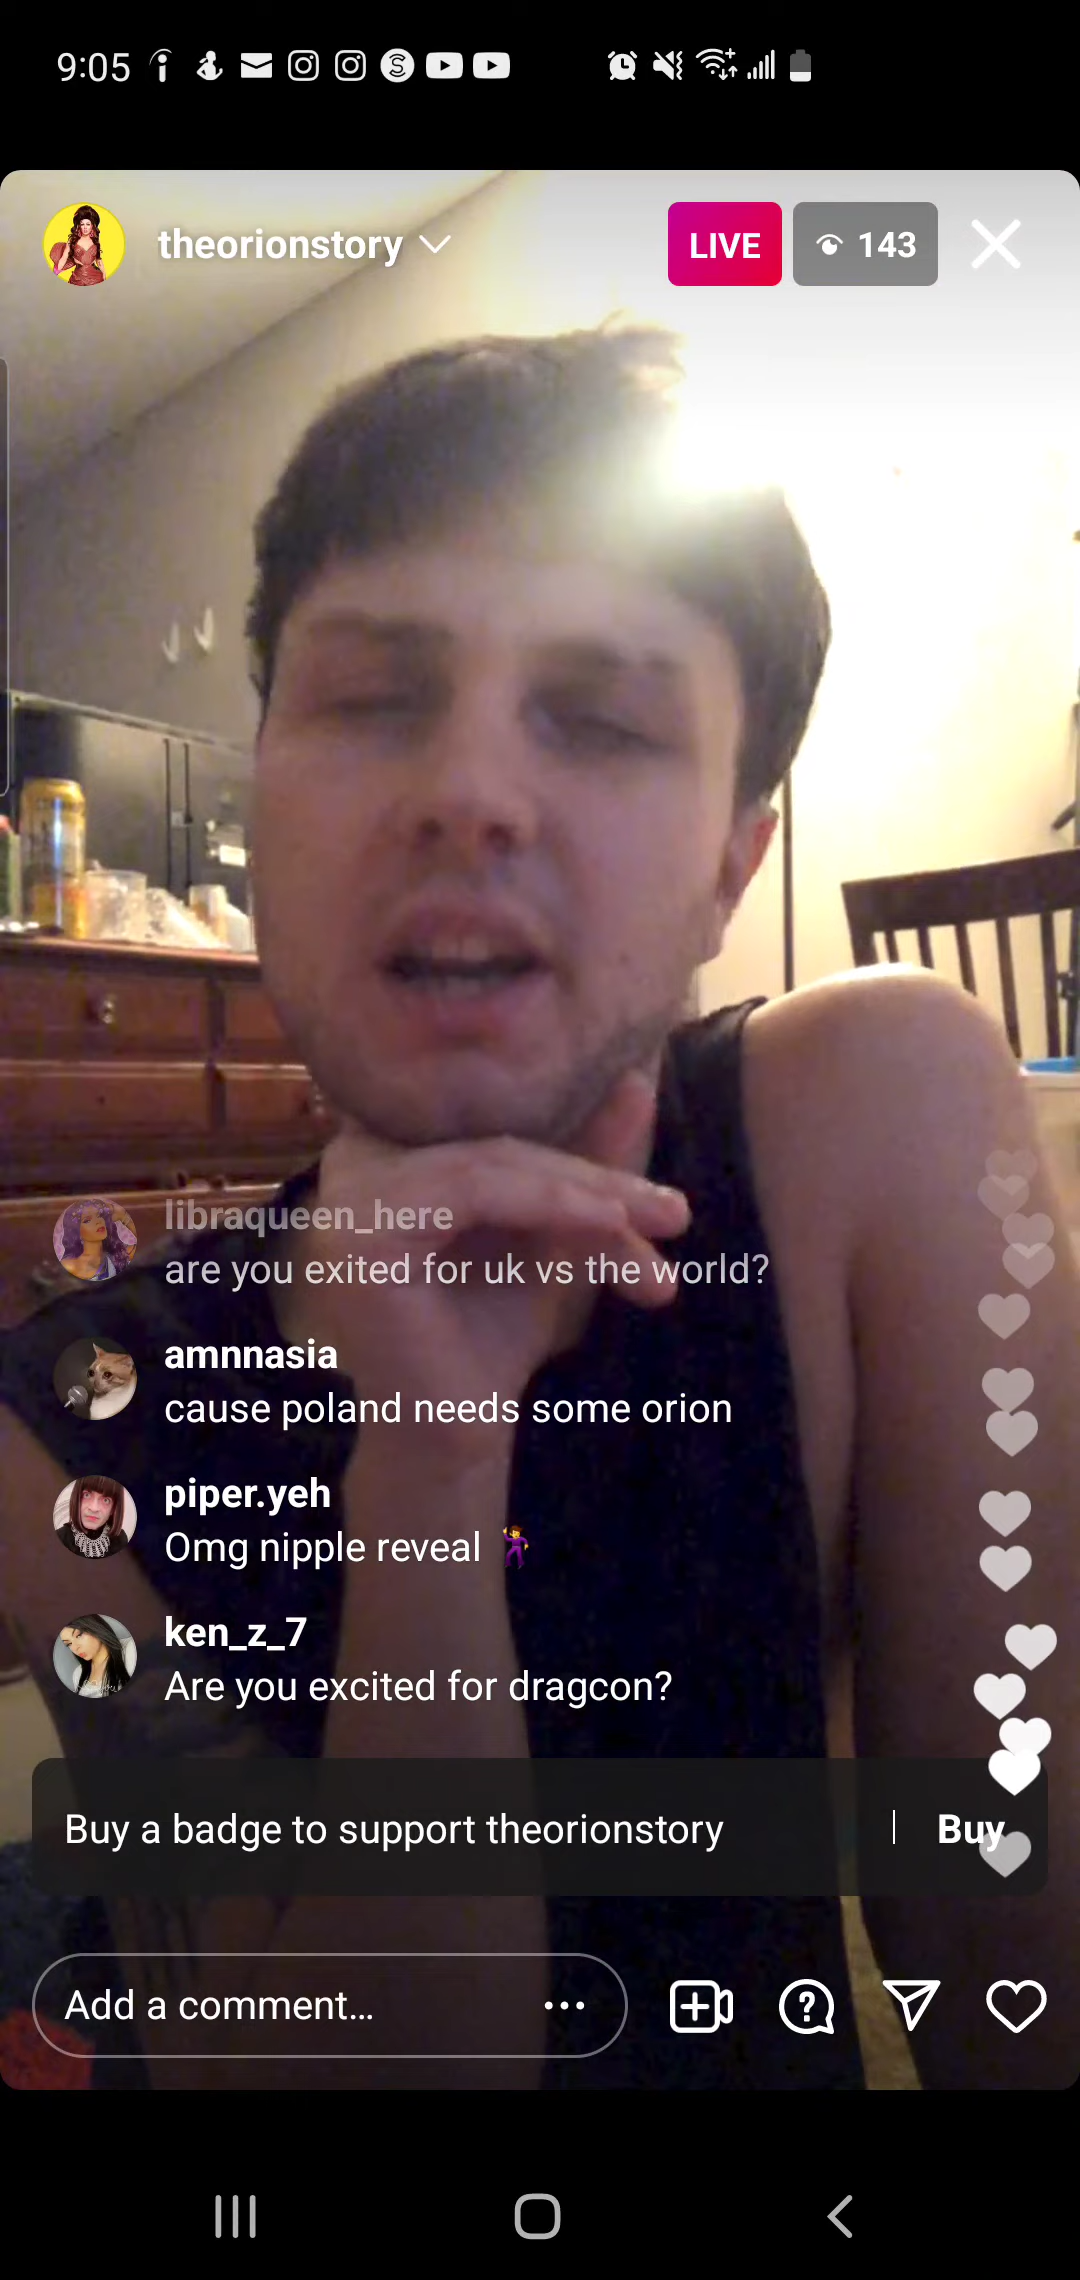 9:05
theorionstory
LIVE
143
libraqueen_here
are you exited for uk vs the world?
amnnasia
cause poland needs some orion
piper.yeh
Omg nipple reveal 🕺
ken_z_7
Are you excited for dragcon?
Buy a badge to support theorionstory | Buy
Add a comment...